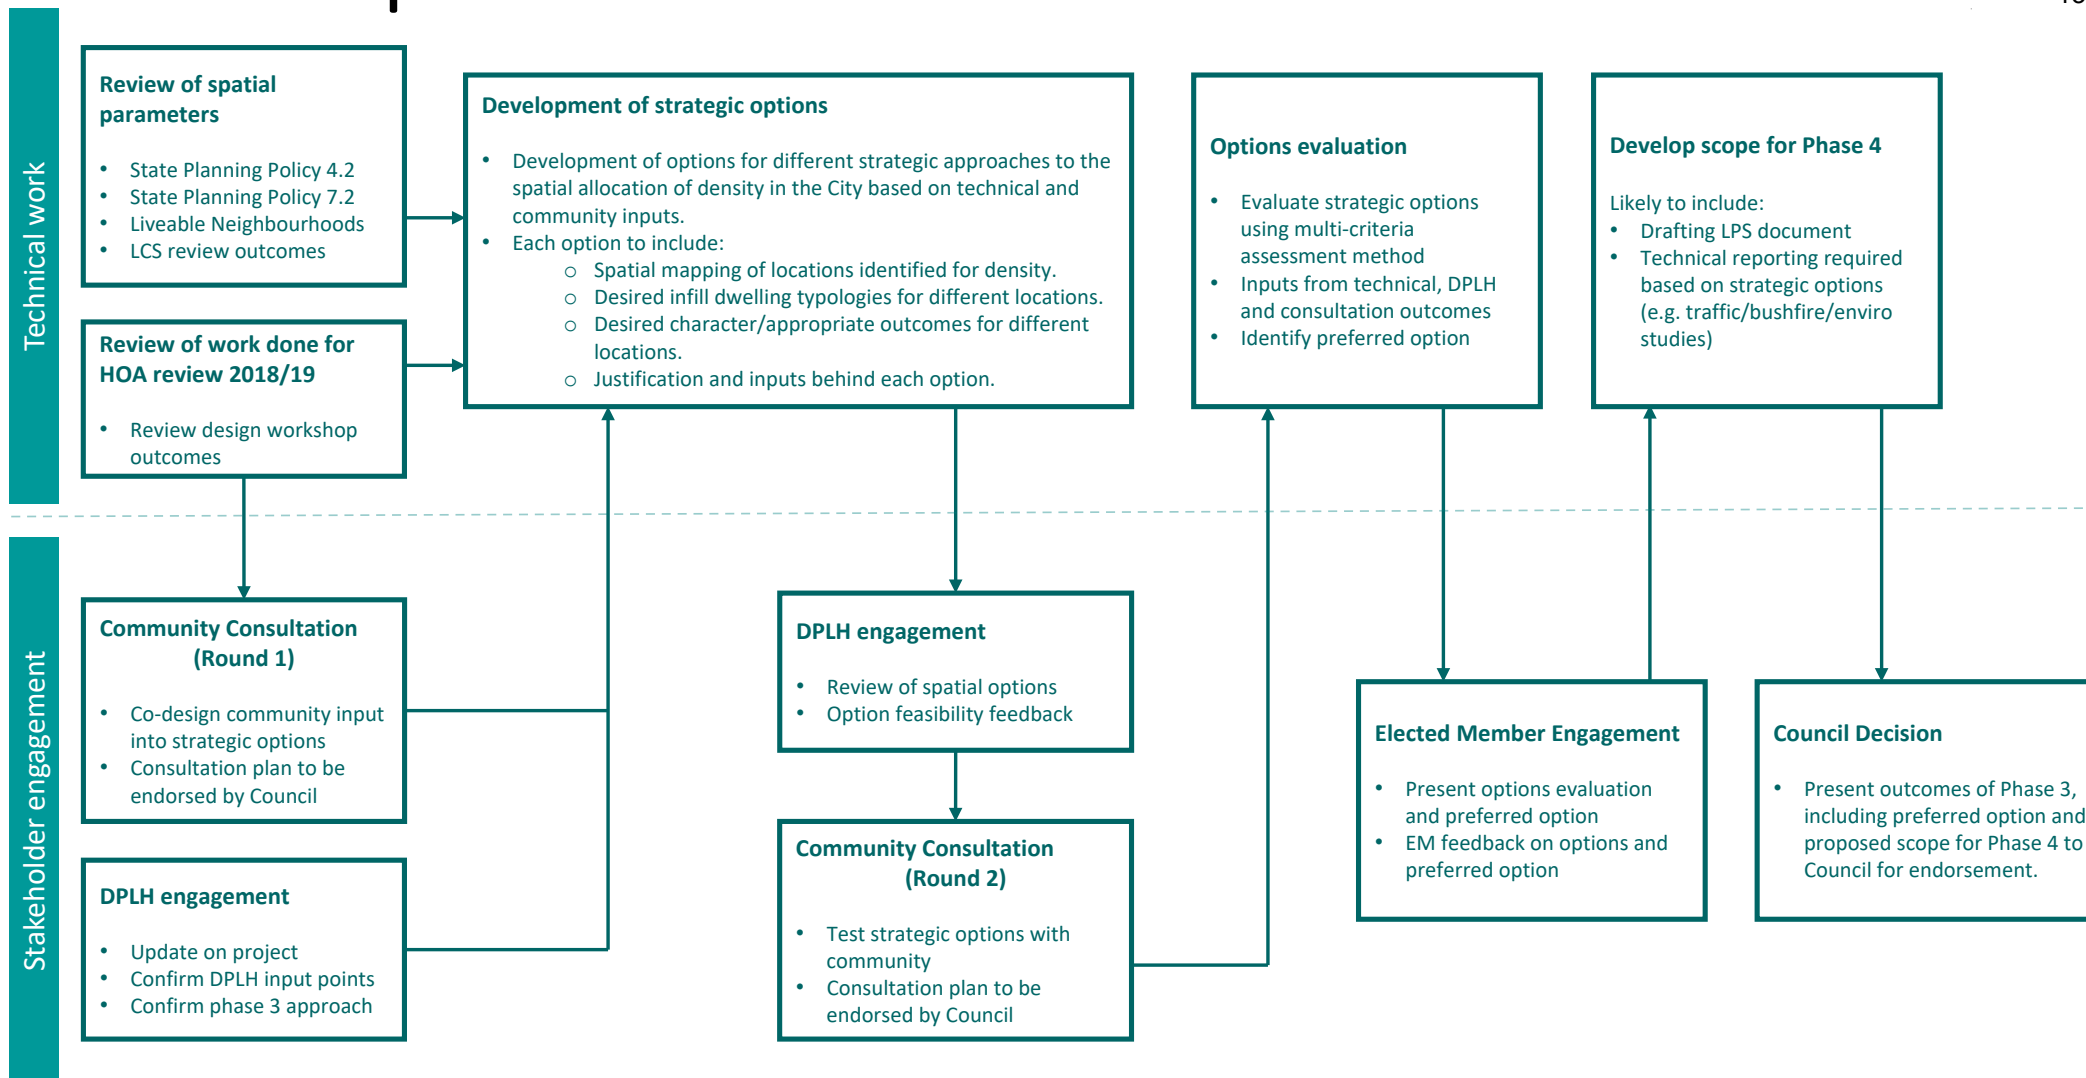 Technical work
Review of spatial
parameters
• State Planning Policy 4.2
• State Planning Policy 7.2
• Liveable Neighbourhoods
• LCS review outcomes
Review of work done for
HOA review 2018/19
• Review design workshop
outcomes
Development of strategic options
• Development of options for different strategic approaches to the
spatial allocation of density in the City based on technical and
community inputs.
• Each option to include:
o Spatial mapping of locations identified for density.
o Desired infill dwelling typologies for different locations.
o Desired character/appropriate outcomes for different
locations.
o Justification and inputs behind each option.
Options evaluation
• Evaluate strategic options
using multi-criteria
assessment method
• Inputs from technical, DPLH
and consultation outcomes
• Identify preferred option
Develop scope for Phase 4
Likely to include:
• Drafting LPS document
• Technical reporting required
based on strategic options
(e.g. traffic/bushfire/enviro
studies)
Stakeholder engagement
Community Consultation
(Round 1)
• Co-design community input
into strategic options
• Consultation plan to be
endorsed by Council
DPLH engagement
• Update on project
• Confirm DPLH input points
• Confirm phase 3 approach
DPLH engagement
• Review of spatial options
• Option feasibility feedback
Community Consultation
(Round 2)
• Test strategic options with
community
• Consultation plan to be
endorsed by Council
Elected Member Engagement
• Present options evaluation
and preferred option
• EM feedback on options and
preferred option
Council Decision
• Present outcomes of Phase 3,
including preferred option and
proposed scope for Phase 4 to
Council for endorsement.